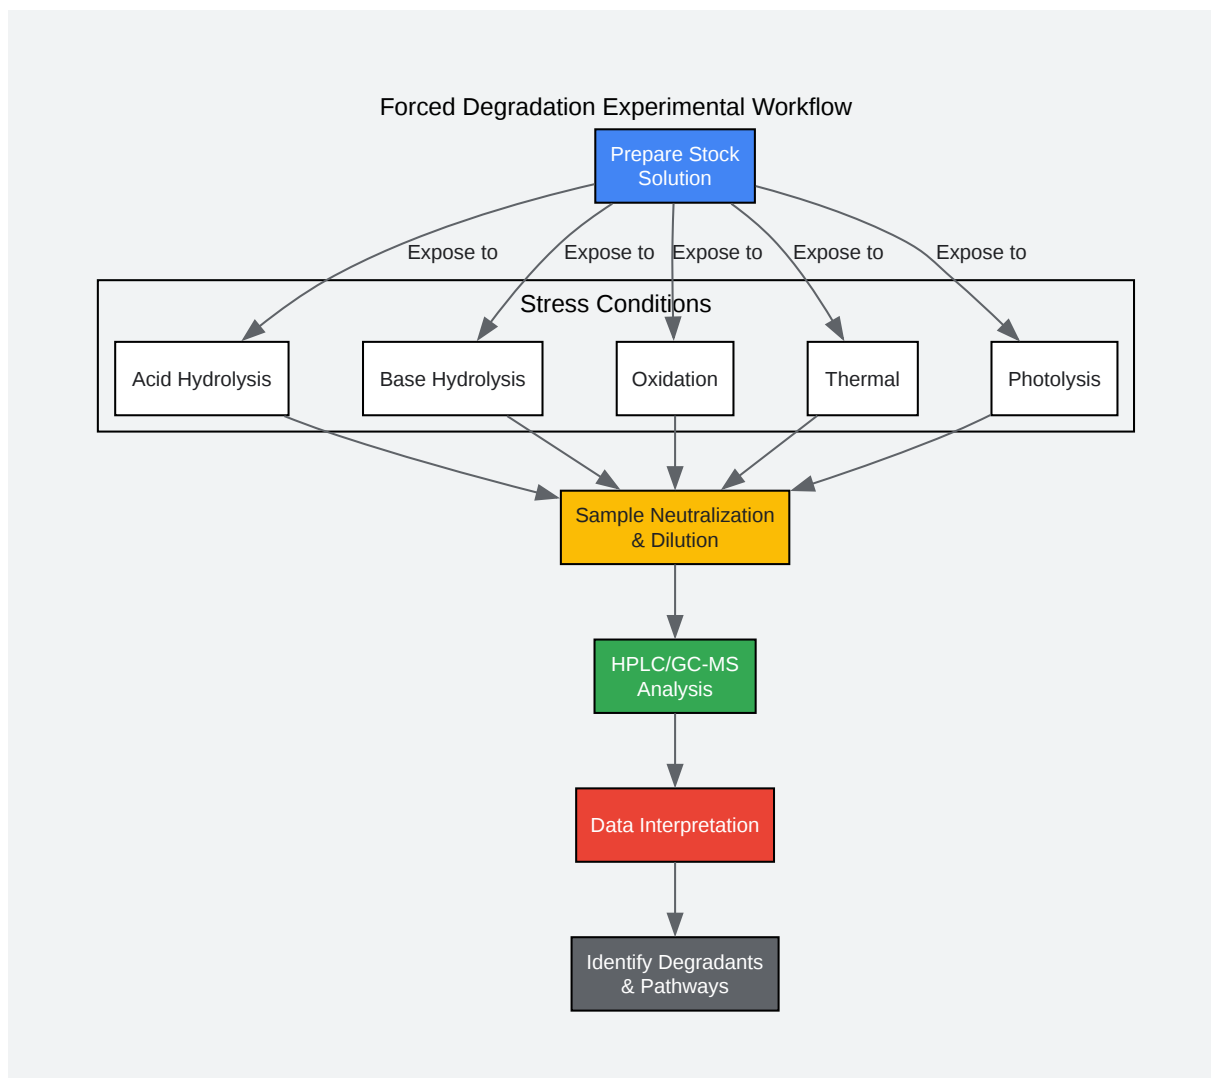 Forced Degradation Experimental Workflow
Prepare Stock
Solution
Expose to
Expose to
Expose to
Expose to
Expose to
Stress Conditions
Acid Hydrolysis
Base Hydrolysis
Oxidation
Thermal
Photolysis
Sample Neutralization
& Dilution
HPLC/GC-MS
Analysis
Data Interpretation
Identify Degradants
& Pathways